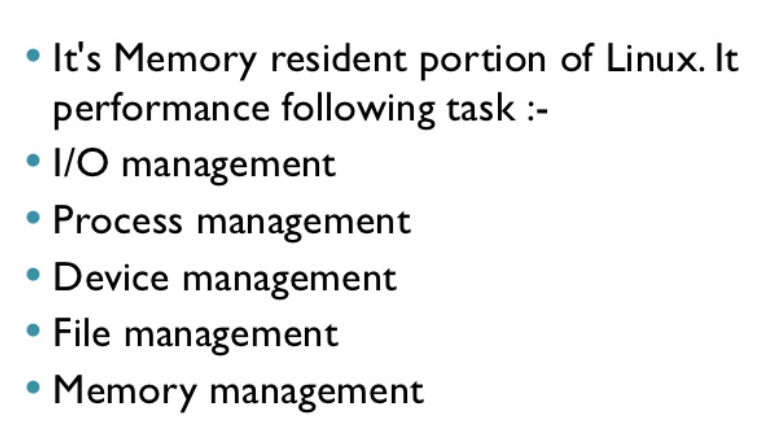 • It's Memory resident portion of Linux. It
performance following task :-
• I/O management
• Process management
• Device management
• File management
• Memory management